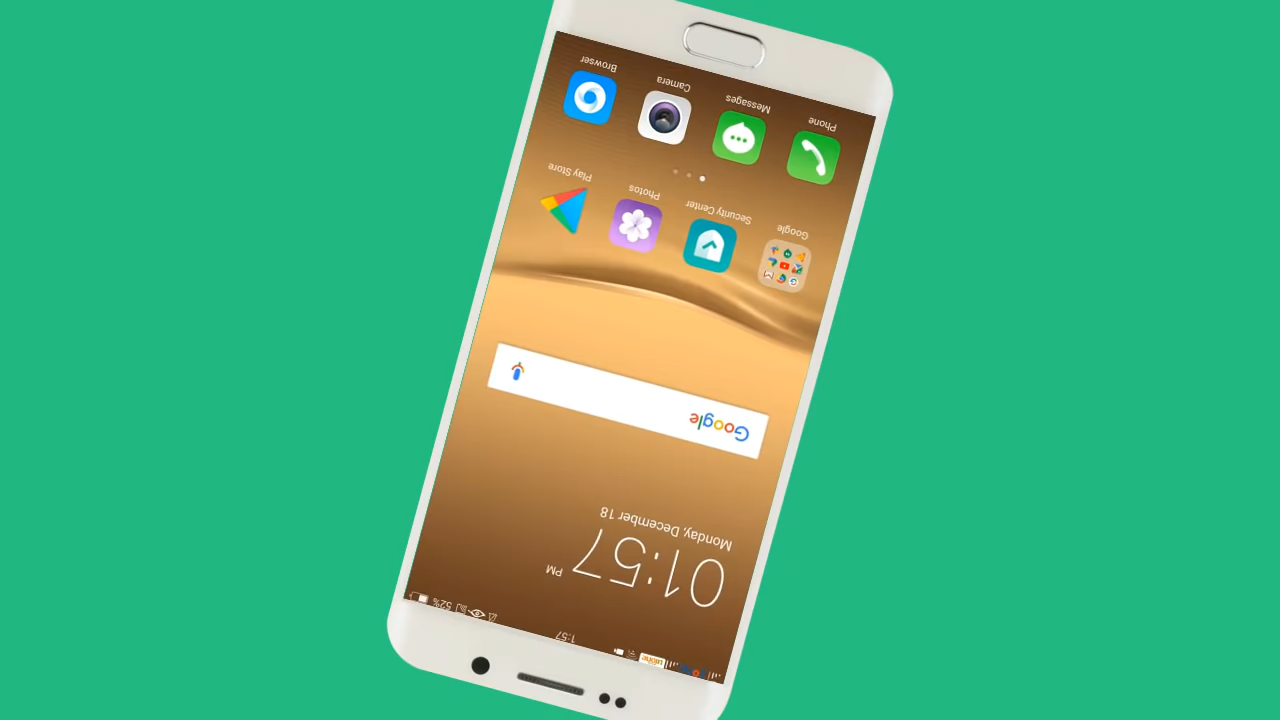 ufone 1:57 52%
01:57 PM
Monday, December 18
Google
Google Security Center Photos Play Store
Phone Messages Camera Browser